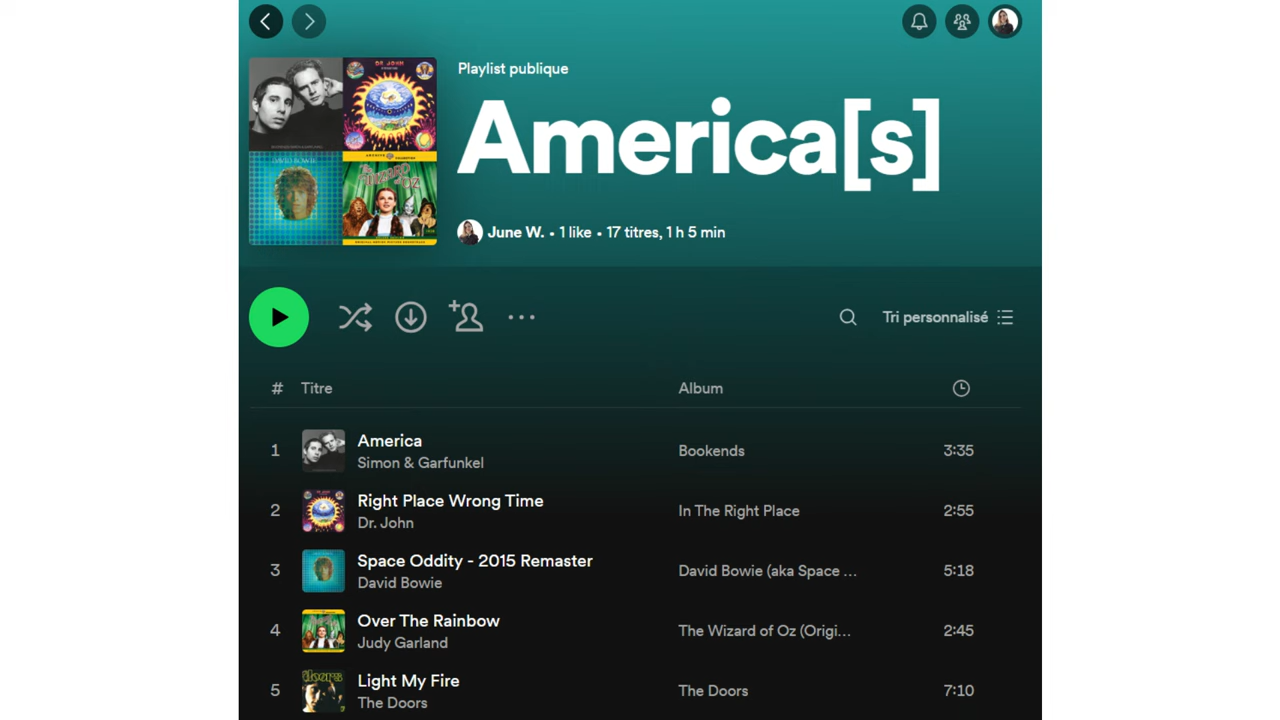 Playlist publique
America[s]
June W. • 1 like • 17 titres, 1 h 5 min
Tri personnalisé
# Titre Album
1 America Bookends 3:35
Simon & Garfunkel
2 Right Place Wrong Time In The Right Place 2:55
Dr. John
3 Space Oddity - 2015 Remaster David Bowie (aka Space ... 5:18
David Bowie
4 Over The Rainbow The Wizard of Oz (Origi... 2:45
Judy Garland
5 Light My Fire The Doors 7:10
The Doors